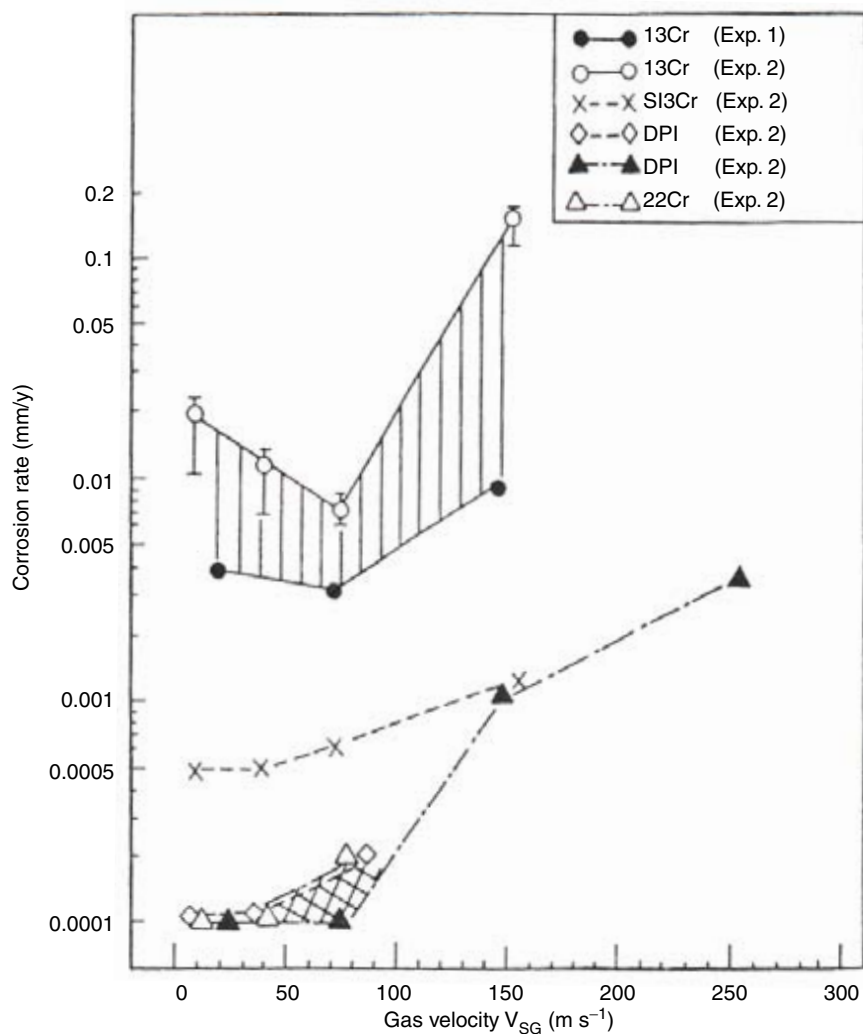 13Cr (Exp. 1)
13Cr (Exp. 2)
SI3Cr (Exp. 2)
DPI (Exp. 2)
DPI (Exp. 2)
22Cr (Exp. 2)
0.2
0.1
0.05
0.01
0.005
0.001
0.0005
0.0001
Corrosion rate (mm/y)
0 50 100 150 200 250 300
Gas velocity V_SG (m s⁻¹)